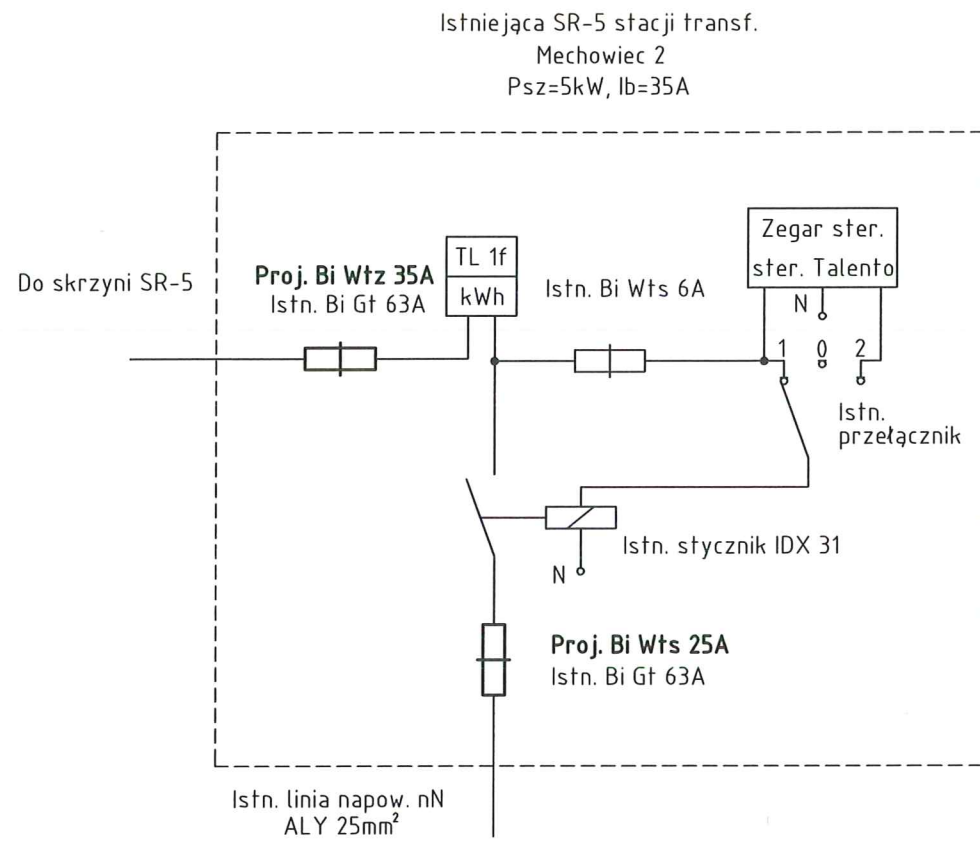 Istniejąca SR-5 stacji transf.
Mechowiec 2
Psz=5kW, Ib=35A
Do skrzyni SR-5
Proj. Bi Wtz 35A
Istn. Bi Gt 63A
TL 1f
kWh
Istn. Bi Wts 6A
Zegar ster.
ster. Talento
N
1 0 2
Istn.
przełącznik
Istn. stycznik IDX 31
N
Proj. Bi Wts 25A
Istn. Bi Gt 63A
Istn. linia napow. nN
ALY 25mm²